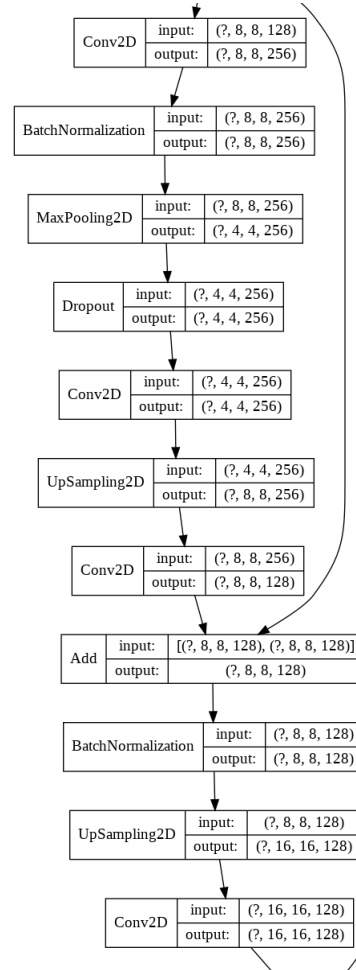 Conv2D input: (?, 8, 8, 128)
output: (?, 8, 8, 256)
BatchNormalization input: (?, 8, 8, 256)
output: (?, 8, 8, 256)
MaxPooling2D input: (?, 8, 8, 256)
output: (?, 4, 4, 256)
Dropout input: (?, 4, 4, 256)
output: (?, 4, 4, 256)
Conv2D input: (?, 4, 4, 256)
output: (?, 4, 4, 256)
UpSampling2D input: (?, 4, 4, 256)
output: (?, 8, 8, 256)
Conv2D input: (?, 8, 8, 256)
output: (?, 8, 8, 128)
Add input: [(?, 8, 8, 128), (?, 8, 8, 128)]
output: (?, 8, 8, 128)
BatchNormalization input: (?, 8, 8, 128)
output: (?, 8, 8, 128)
UpSampling2D input: (?, 8, 8, 128)
output: (?, 16, 16, 128)
Conv2D input: (?, 16, 16, 128)
output: (?, 16, 16, 128)